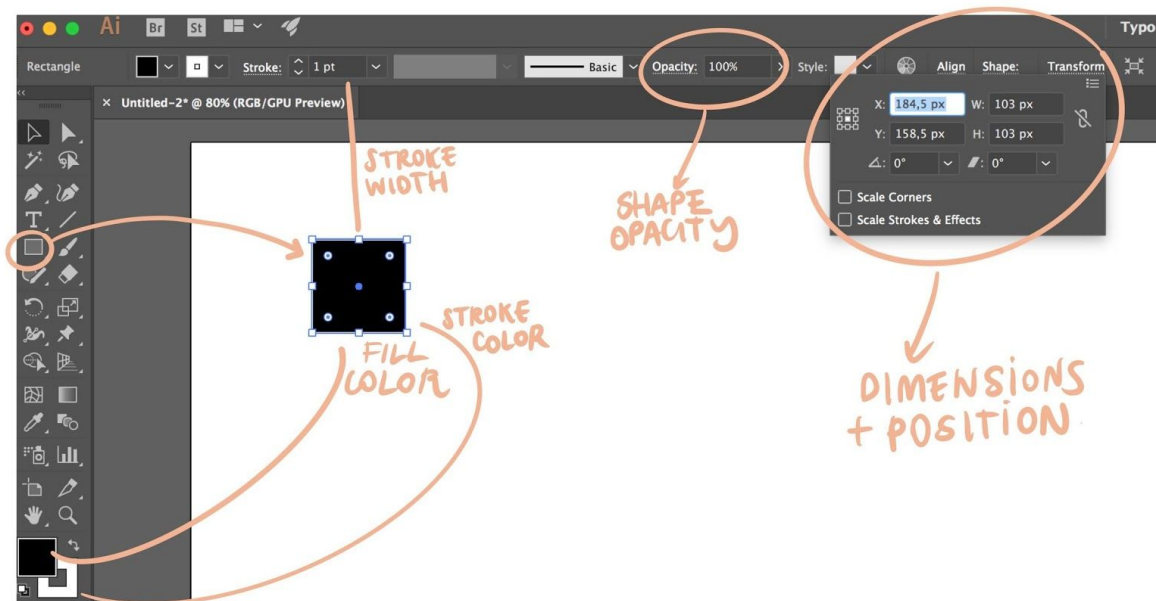 Ai Br St Typo
Rectangle Stroke: 1 pt Basic Opacity: 100% Style: Align Shape: Transform
× Untitled-2* @ 80% (RGB/GPU Preview)
X: 184,5 px W: 103 px
Y: 158,5 px H: 103 px
0° 0°
Scale Corners
Scale Strokes & Effects
STROKE
WIDTH
SHAPE
OPACITY
STROKE
COLOR
FILL
COLOR
DIMENSIONS
+ POSITION